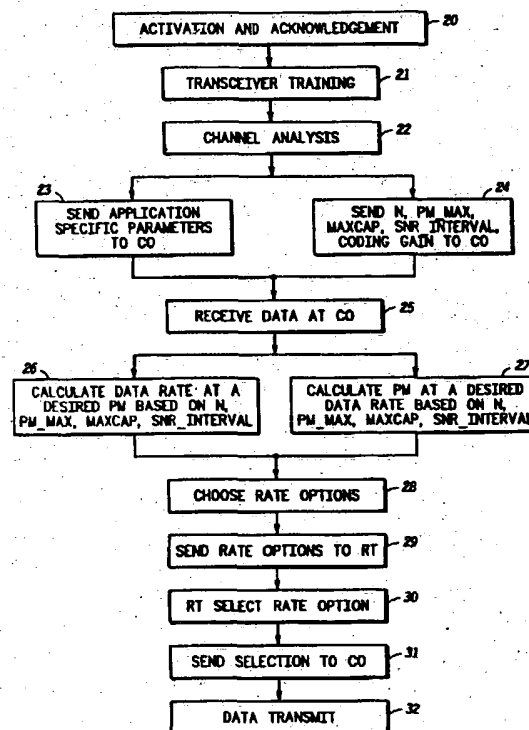 ACTIVATION AND ACKNOWLEDGEMENT
20
TRANSCEIVER TRAINING
21
CHANNEL ANALYSIS
22
23
SEND APPLICATION
SPECIFIC PARAMETERS
TO CO
24
SEND N, PM_MAX,
MAXCAP, SNR_INTERVAL,
CODING GAIN TO CO
RECEIVE DATA AT CO
25
26
CALCULATE DATA RATE AT A
DESIRED PM BASED ON N,
PM_MAX, MAXCAP, SNR_INTERVAL
27
CALCULATE PM AT A DESIRED
DATA RATE BASED ON N,
PM_MAX, MAXCAP, SNR_INTERVAL
CHOOSE RATE OPTIONS
28
SEND RATE OPTIONS TO RT
29
RT SELECT RATE OPTION
30
SEND SELECTION TO CO
31
DATA TRANSMIT
32